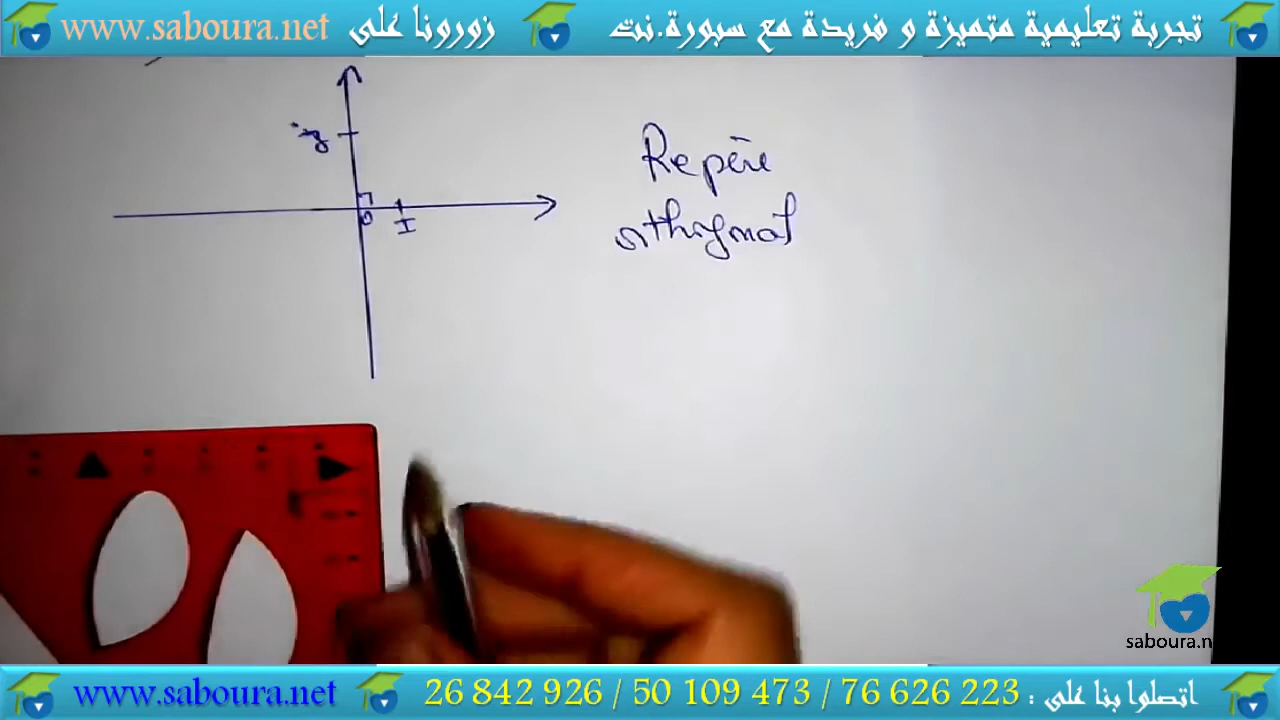 تجربة تعليمية متميزة و فريدة مع سبورة.نت زورونا على www.saboura.net
J
O
I
Repère
orthogonal
saboura.n
اتصلوا بنا على : 26 842 926 / 50 109 473 / 76 626 223 www.saboura.net